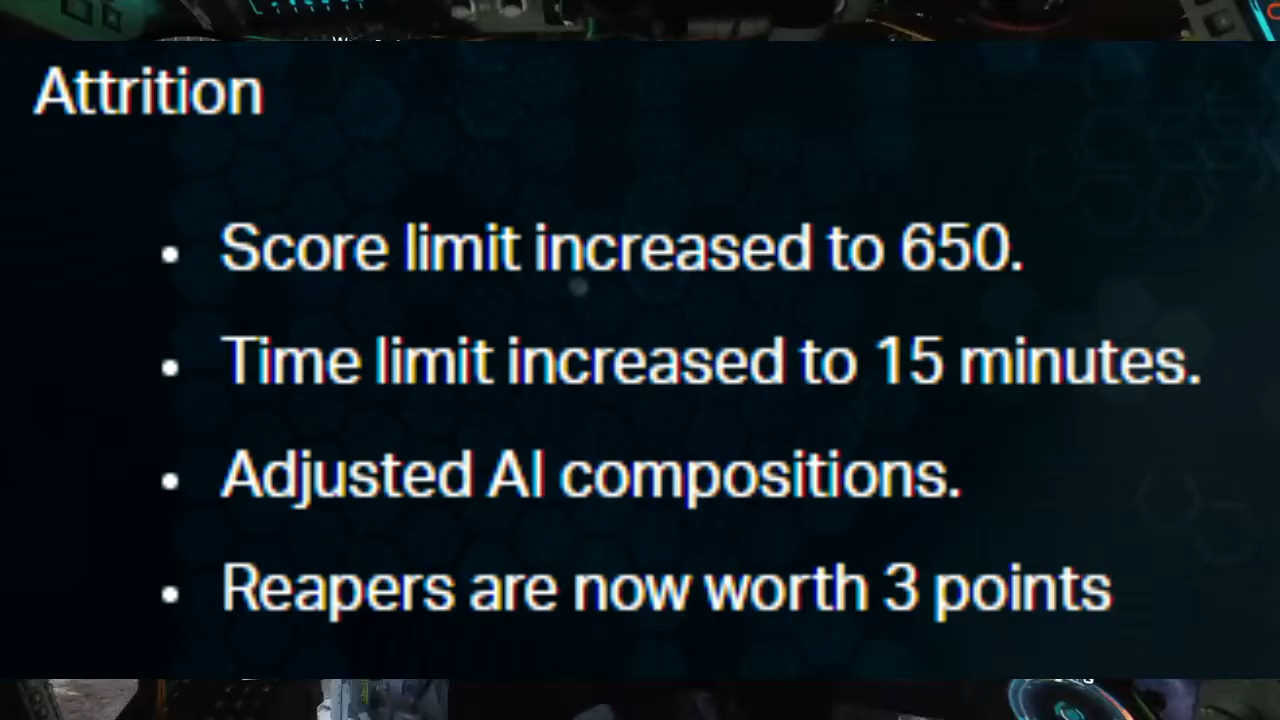 Attrition
• Score limit increased to 650.
• Time limit increased to 15 minutes.
• Adjusted AI compositions.
• Reapers are now worth 3 points